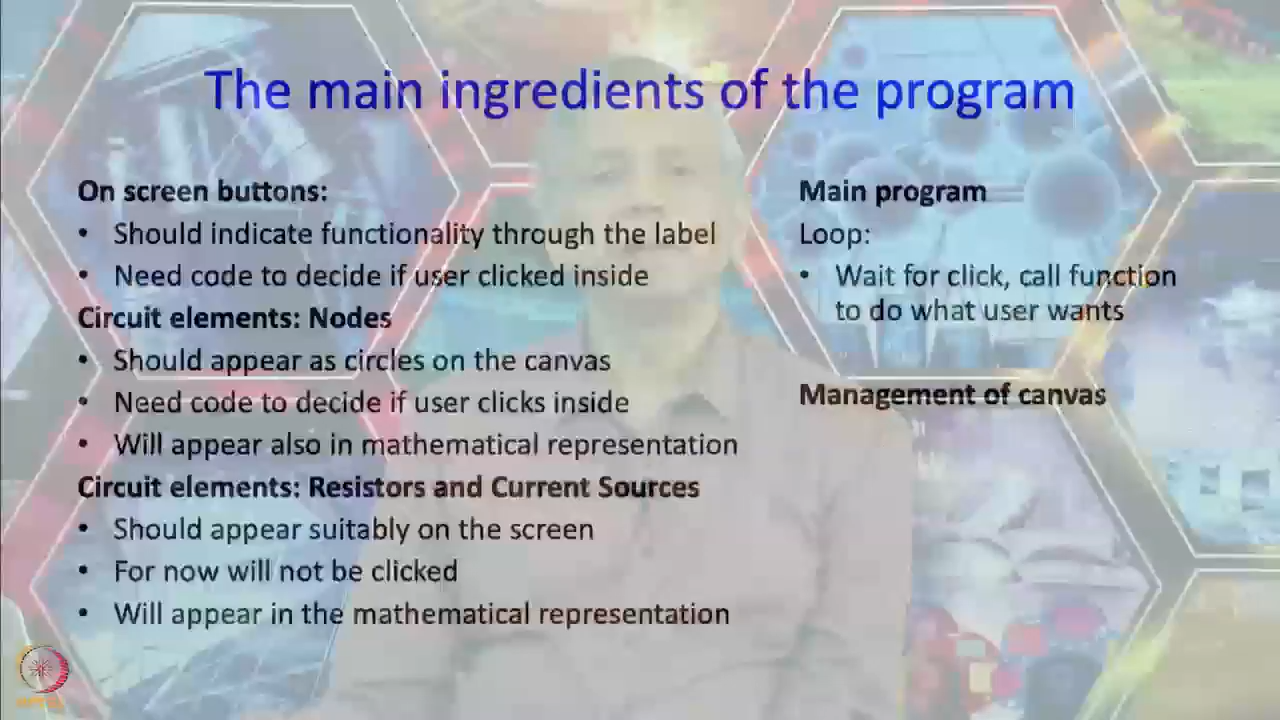 The main ingredients of the program
On screen buttons:
• Should indicate functionality through the label
• Need code to decide if user clicked inside
Circuit elements: Nodes
• Should appear as circles on the canvas
• Need code to decide if user clicks inside
• Will appear also in mathematical representation
Circuit elements: Resistors and Current Sources
• Should appear suitably on the screen
• For now will not be clicked
• Will appear in the mathematical representation
Main program
Loop:
• Wait for click, call function
to do what user wants
Management of canvas